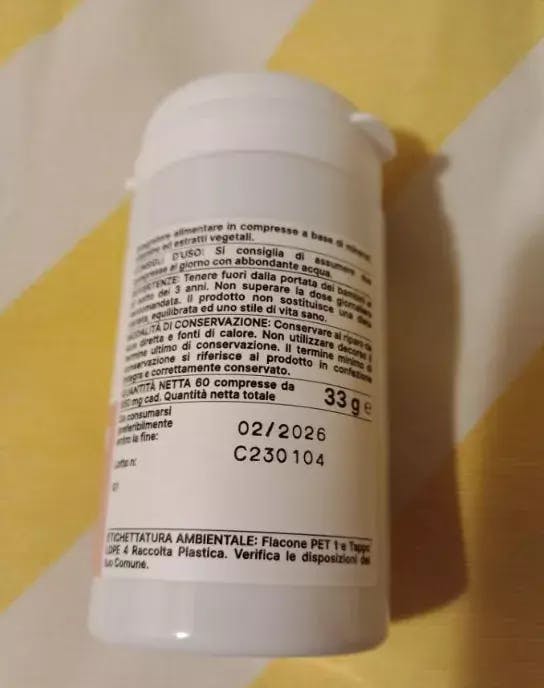 alimentare in compresse a base di
ed estratti vegetali.
D'USO: Si consiglia di assumere
al giorno con abbondante acqua.
Tenere fuori dalla portata dei bambini
di 3 anni. Non superare la dose
Il prodotto non sostituisce una
equilibrata ed uno stile di vita sano.
DI CONSERVAZIONE: Conservare al riparo
diretta e fonti di calore. Non utilizzare
ultimo di conservazione. Il termine minimo di
conservazione si riferisce al prodotto in confezione
e correttamente conservato.
QUANTITÀ NETTA 60 compresse da
mg cad. Quantità netta totale 33 g e
consumarsi
preferibilmente
entro la fine: 02/2026
Lotto n: C230104
ETICHETTATURA AMBIENTALE: Flacone PET 1 e Tappo
LDPE 4 Raccolta Plastica. Verifica le disposizioni del
tuo Comune.